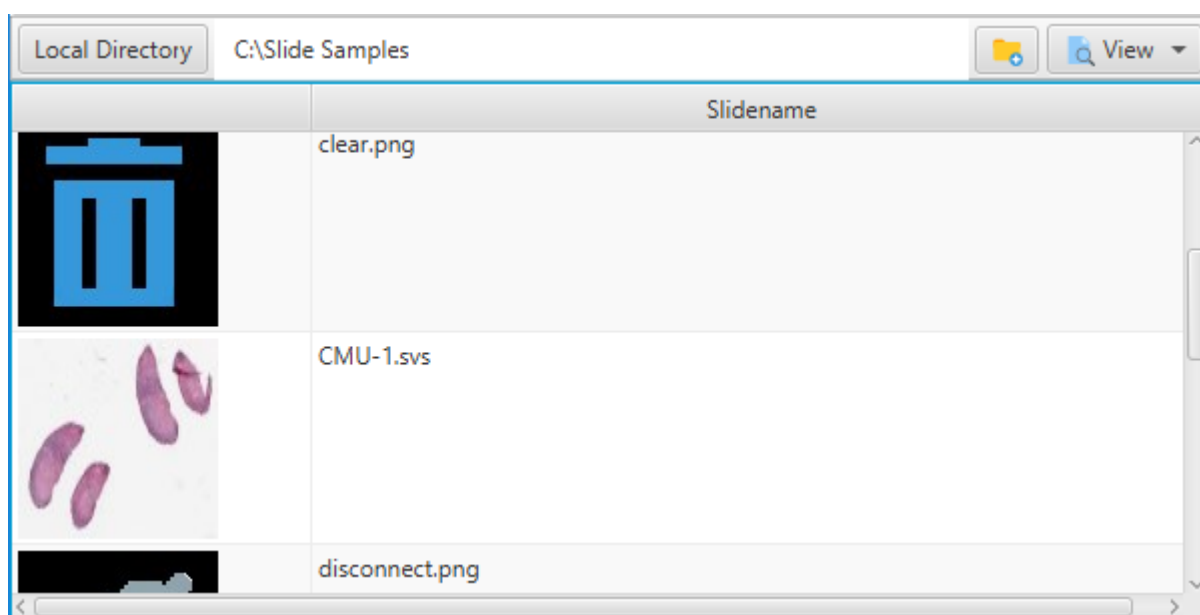 Local Directory C:\Slide Samples View
Slidename
clear.png
CMU-1.svs
disconnect.png